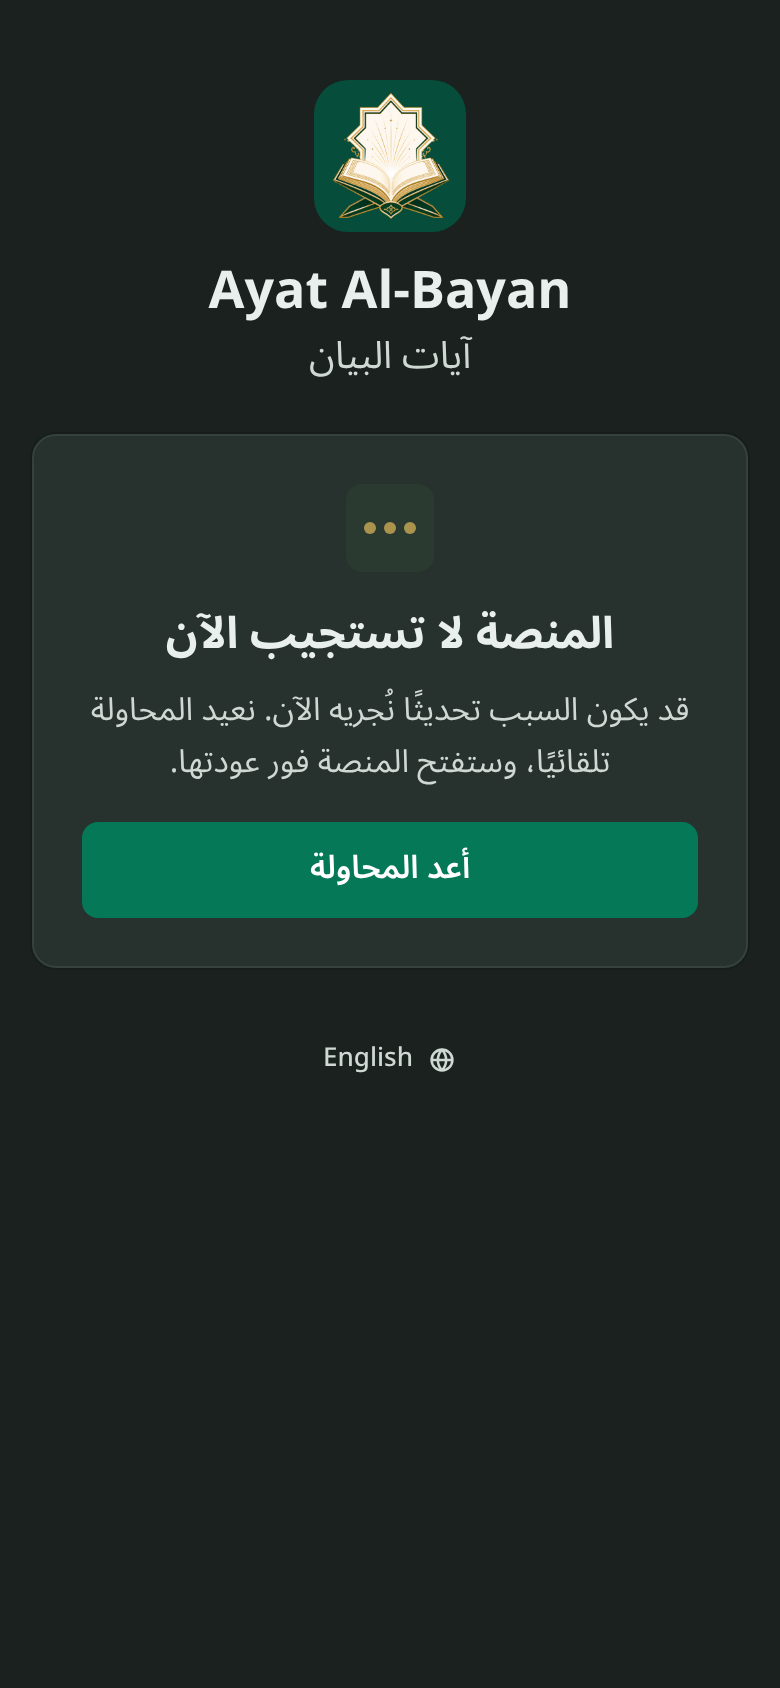 Ayat Al-Bayan
آيات البيان
المنصة لا تستجيب الآن
قد يكون السبب تحديثًا نُجريه الآن. نعيد المحاولة
تلقائيًا، وستفتح المنصة فور عودتها.
أعد المحاولة
English